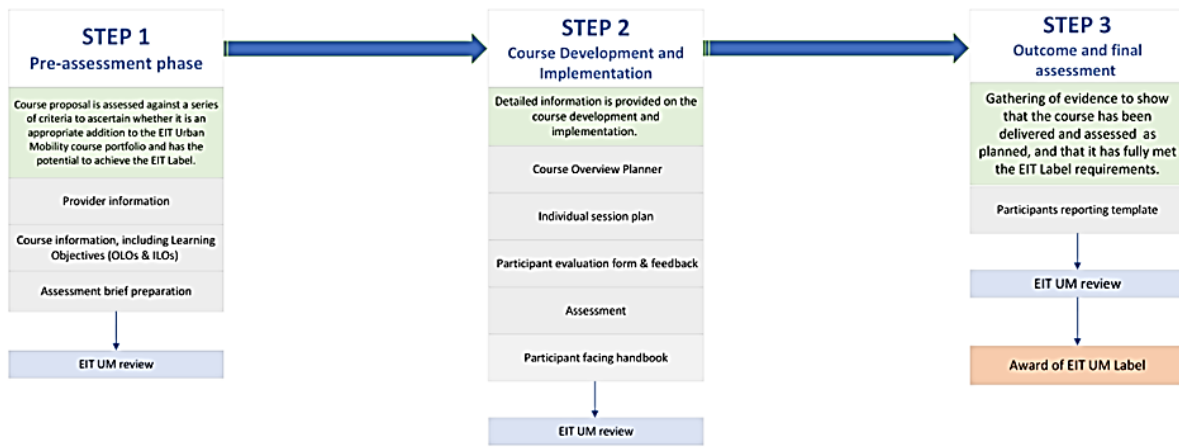 STEP 1
Pre-assessment phase
Course proposal is assessed against a series
of criteria to ascertain whether it is an
appropriate addition to the EIT Urban
Mobility course portfolio and has the
potential to achieve the EIT Label.
Provider information
Course information, including Learning
Objectives (OLOs & ILOs)
Assessment brief preparation
EIT UM review
STEP 2
Course Development and
Implementation
Detailed information is provided on the
course development and
implementation.
Course Overview Planner
Individual session plan
Participant evaluation form & feedback
Assessment
Participant facing handbook
EIT UM review
STEP 3
Outcome and final
assessment
Gathering of evidence to show
that the course has been
delivered and assessed as
planned, and that it has fully met
the EIT Label requirements.
Participants reporting template
EIT UM review
Award of EIT UM Label